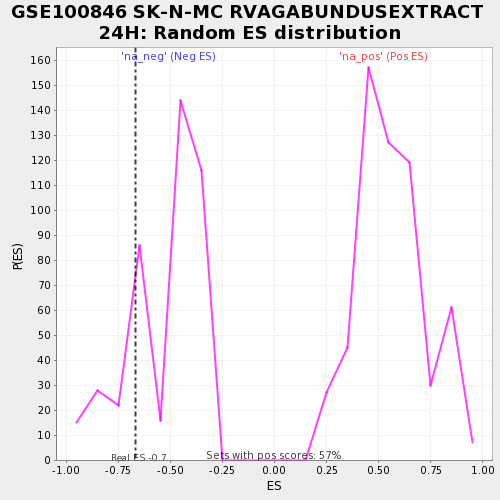 GSE100846 SK-N-MC RVAGABUNDUSEXTRACT
24H: Random ES distribution
'na_neg' (Neg ES)
'na_pos' (Pos ES)
160
150
140
130
120
110
100
90
80
70
60
50
40
30
20
10
0
P(ES)
Real ES -0.7
Sets with pos scores: 57%
-1.00 -0.75 -0.50 -0.25 0.00 0.25 0.50 0.75 1.00
ES